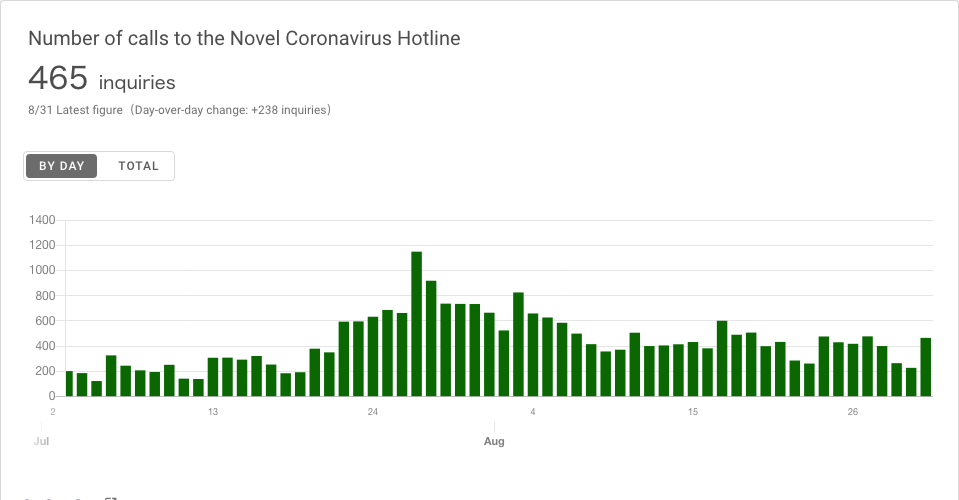 Number of calls to the Novel Coronavirus Hotline
465 inquiries
8/31 Latest figure（Day-over-day change: +238 inquiries）
BY DAY TOTAL
1400
1200
1000
800
600
400
200
0
2 13 24 4 15 26
Jul Aug